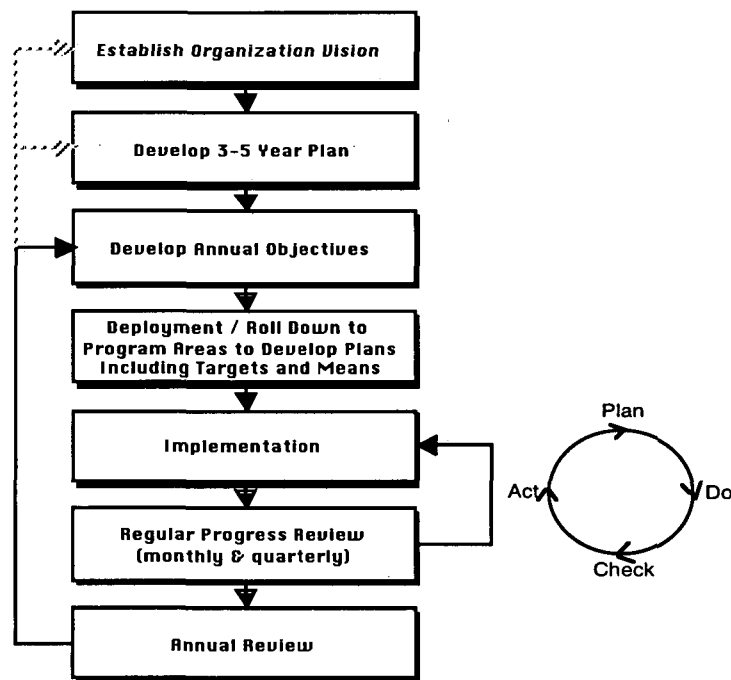 Establish Organization Vision
Develop 3-5 Year Plan
Develop Annual Objectives
Deployment / Roll Down to
Program Areas to Develop Plans
Including Targets and Means
Implementation
Regular Progress Review
(monthly & quarterly)
Annual Review
Plan
Act
Do
Check